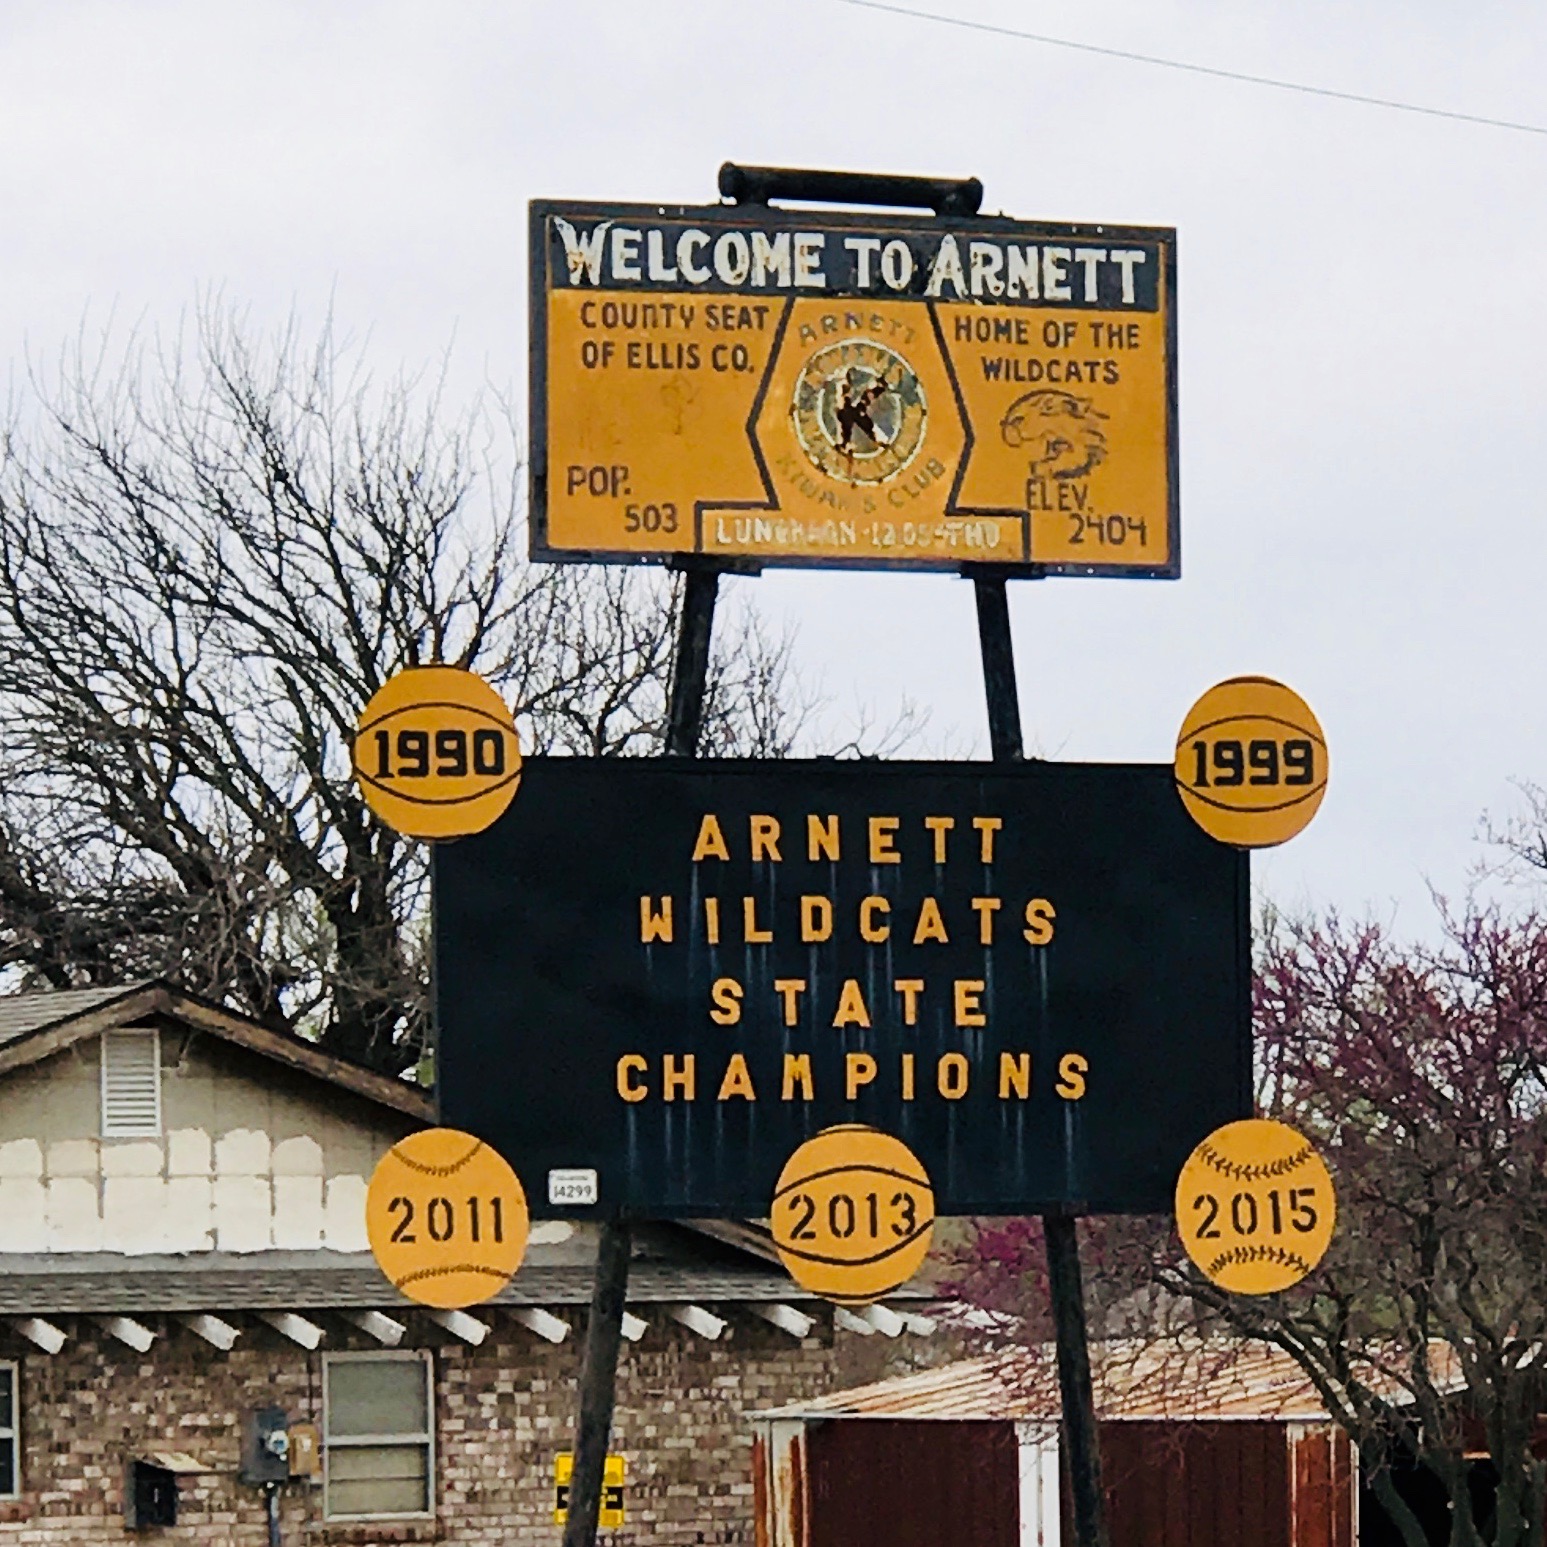 WELCOME TO ARNETT
COUNTY SEAT
OF ELLIS CO.
POP.
503
ARNETT
K
KIWANIS CLUB
HOME OF THE
WILDCATS
ELEV.
2404
1990
1999
ARNETT
WILDCATS
STATE
CHAMPIONS
2011
2013
2015
14299